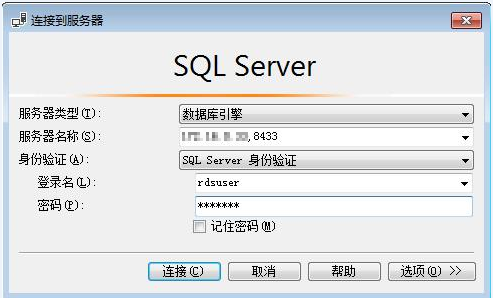 连接到服务器
SQL Server
服务器类型(T): 数据库引擎
服务器名称(S): ,8433
身份验证(A): SQL Server 身份验证
登录名(L): rdsuser
密码(P): *******
记住密码(M)
连接(C) 取消 帮助 选项(O) >>